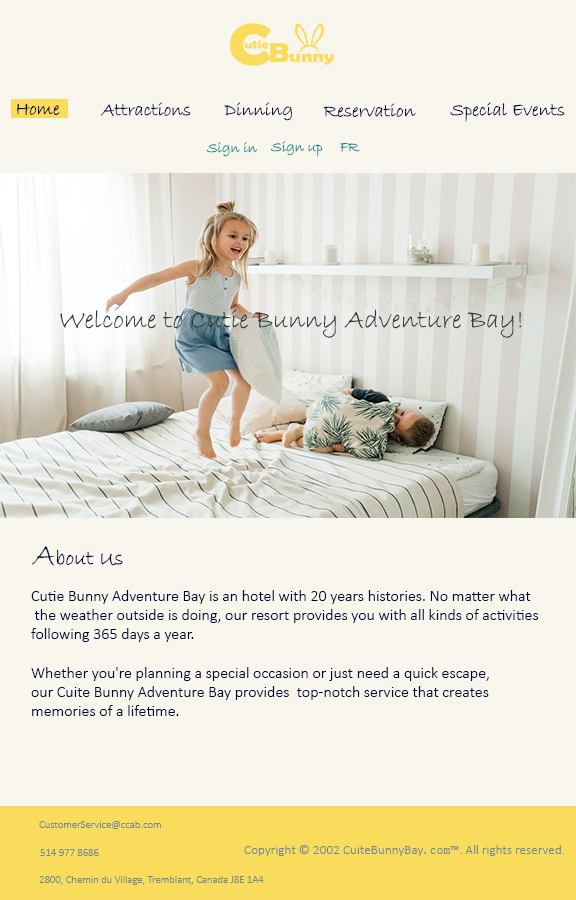 Cutie Bunny
Home Attractions Dinning Reservation Special Events
Sign in Sign up FR
Welcome to Cutie Bunny Adventure Bay!
About Us
Cutie Bunny Adventure Bay is an hotel with 20 years histories. No matter what
the weather outside is doing, our resort provides you with all kinds of activities
following 365 days a year.
Whether you're planning a special occasion or just need a quick escape,
our Cuite Bunny Adventure Bay provides top-notch service that creates
memories of a lifetime.
CustomerService@ccab.com
514 977 8686
Copyright © 2002 CuiteBunnyBay. com™. All rights reserved.
2800, Chemin du Village, Tremblant, Canada J8E 1A4